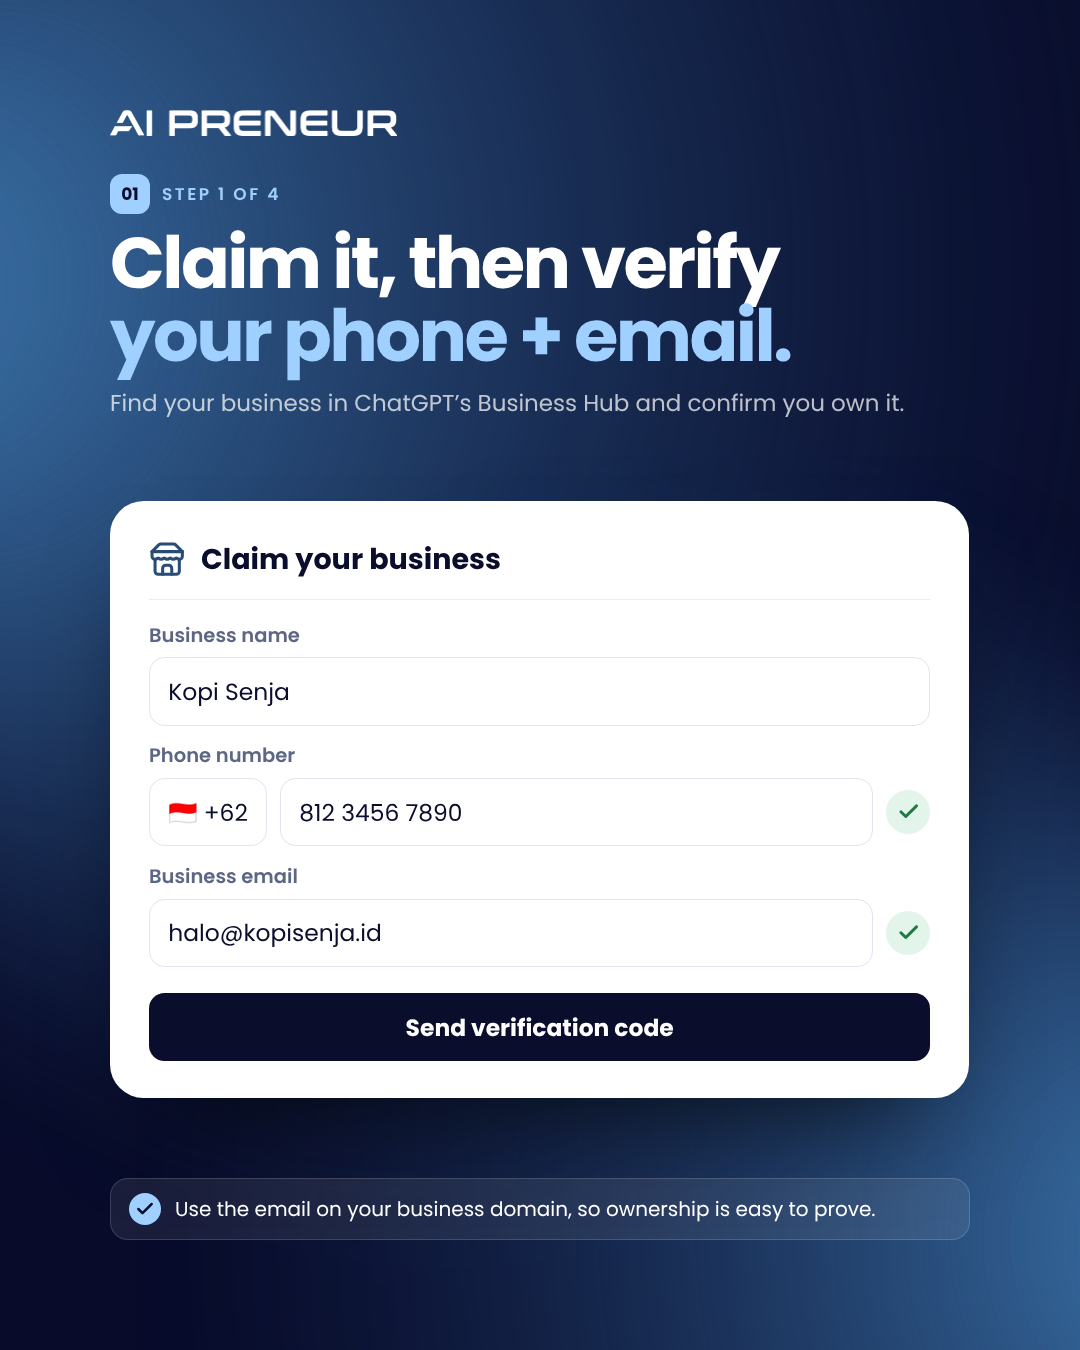 AI PRENEUR
01 STEP 1 OF 4
Claim it, then verify
your phone + email.
Find your business in ChatGPT’s Business Hub and confirm you own it.
Claim your business
Business name
Kopi Senja
Phone number
🇮🇩 +62 812 3456 7890
Business email
halo@kopisenja.id
Send verification code
Use the email on your business domain, so ownership is easy to prove.